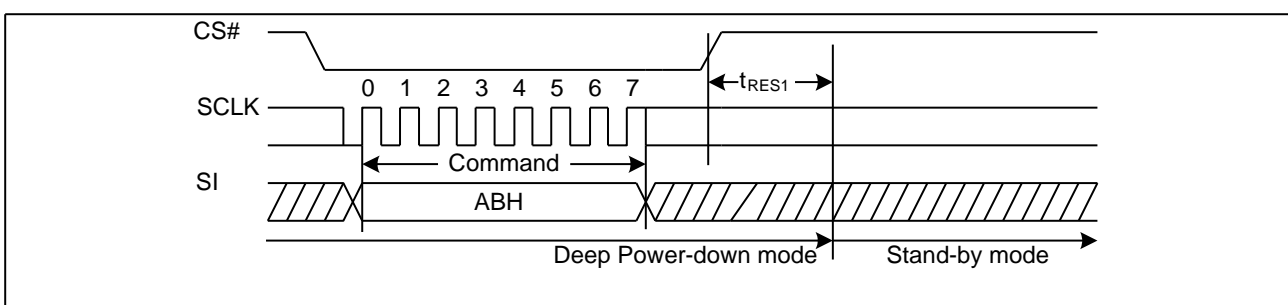 CS#
0 1 2 3 4 5 6 7
tRES1
SCLK
Command
SI
ABH
Deep Power-down mode Stand-by mode